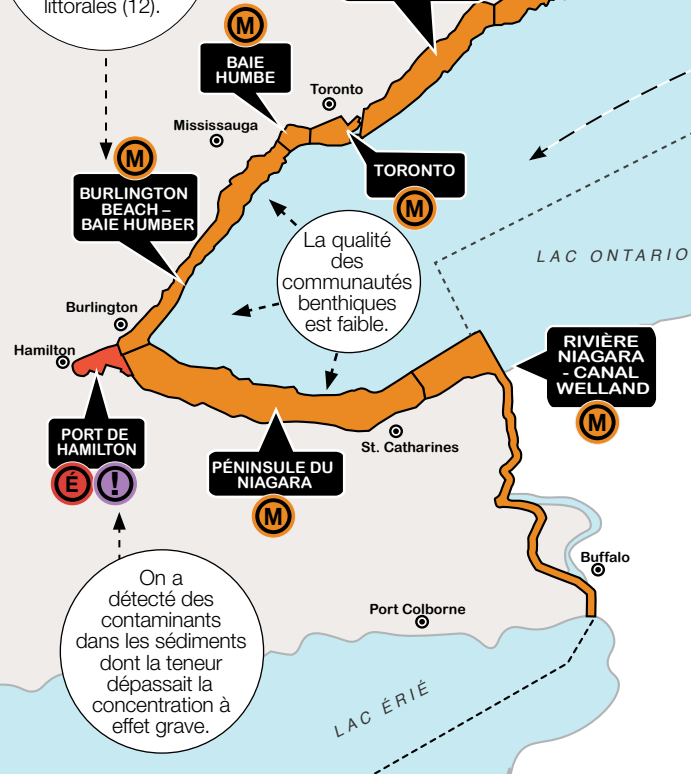 littorales (12).
M
BAIE
HUMBE
Toronto
Mississauga
M
TORONTO
M
BURLINGTON
BEACH –
BAIE HUMBER
La qualité
des
communautés
benthiques
est faible.
LAC ONTARIO
Burlington
Hamilton
RIVIÈRE
NIAGARA
- CANAL
WELLAND
M
PORT DE
HAMILTON
É
!
St. Catharines
PÉNINSULE DU
NIAGARA
M
Buffalo
On a
détecté des
contaminants
dans les sédiments
dont la teneur
dépassait la
concentration à
effet grave.
Port Colborne
LAC ÉRIÉ